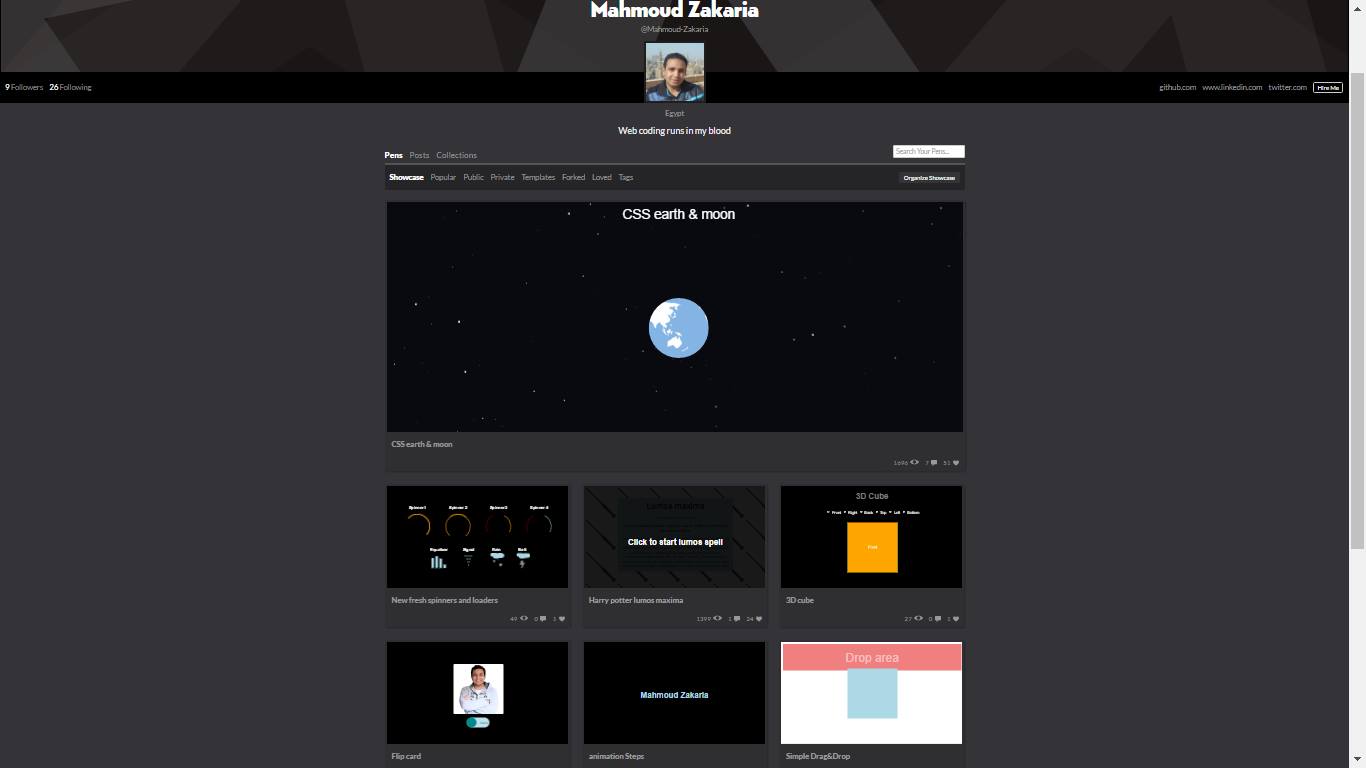 Mahmoud Zakaria
@Mahmoud-Zakaria
9 Followers 26 Following
github.com www.linkedin.com twitter.com Hire Me
Egypt
Web coding runs in my blood
Pens Posts Collections
Search Your Pens...
Showcase Popular Public Private Templates Forked Loved Tags
Organize Showcase
CSS earth & moon
CSS earth & moon
1696 7 51
Spinner 1 Spinner 2 Spinner 3 Spinner 4
Equalizer Signal Rain Bolt
New fresh spinners and loaders
49 0 1
Lumos maxima
Click to start lumos spell
Harry potter lumos maxima
1399 1 24
3D Cube
Front Right Back Top Left Bottom
Front
3D cube
27 0 1
Flip card
Mahmoud Zakaria
animation Steps
Drop area
Simple Drag&Drop